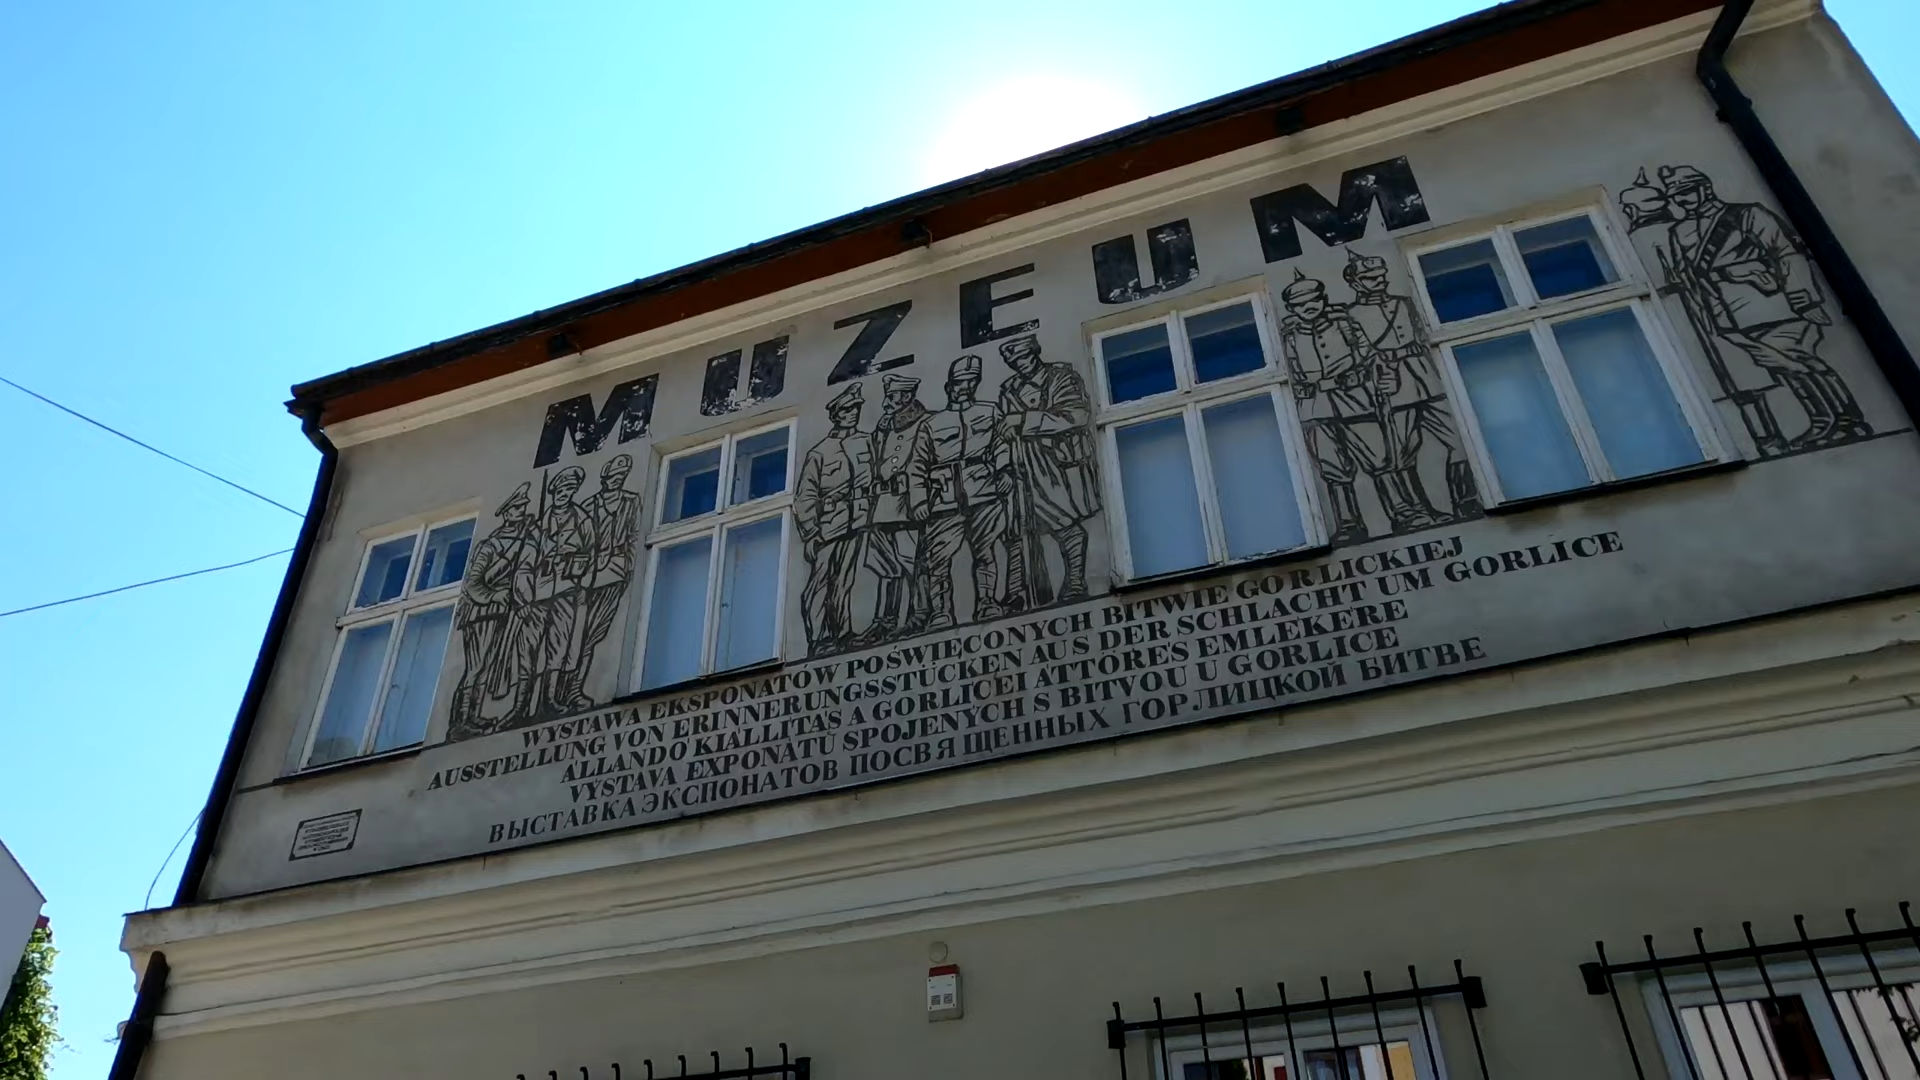 MUZEUM
WYSTAWA EKSPONATÓW POŚWIĘCONYCH BITWIE GORLICKIEJ
AUSSTELLUNG VON ERINNERUNGSSTÜCKEN AUS DER SCHLACHT UM GORLICE
ÁLLANDÓ KIÁLLITÁS A GORLICEI ÁTTÖRÉS EMLÉKÉRE
VÝSTAVA EXPONATŮ SPOJENÝCH S BITVOU U GORLICE
ВЫСТАВКА ЭКСПОНАТОВ ПОСВЯЩЕННЫХ ГОРЛИЦКОЙ БИТВЕ